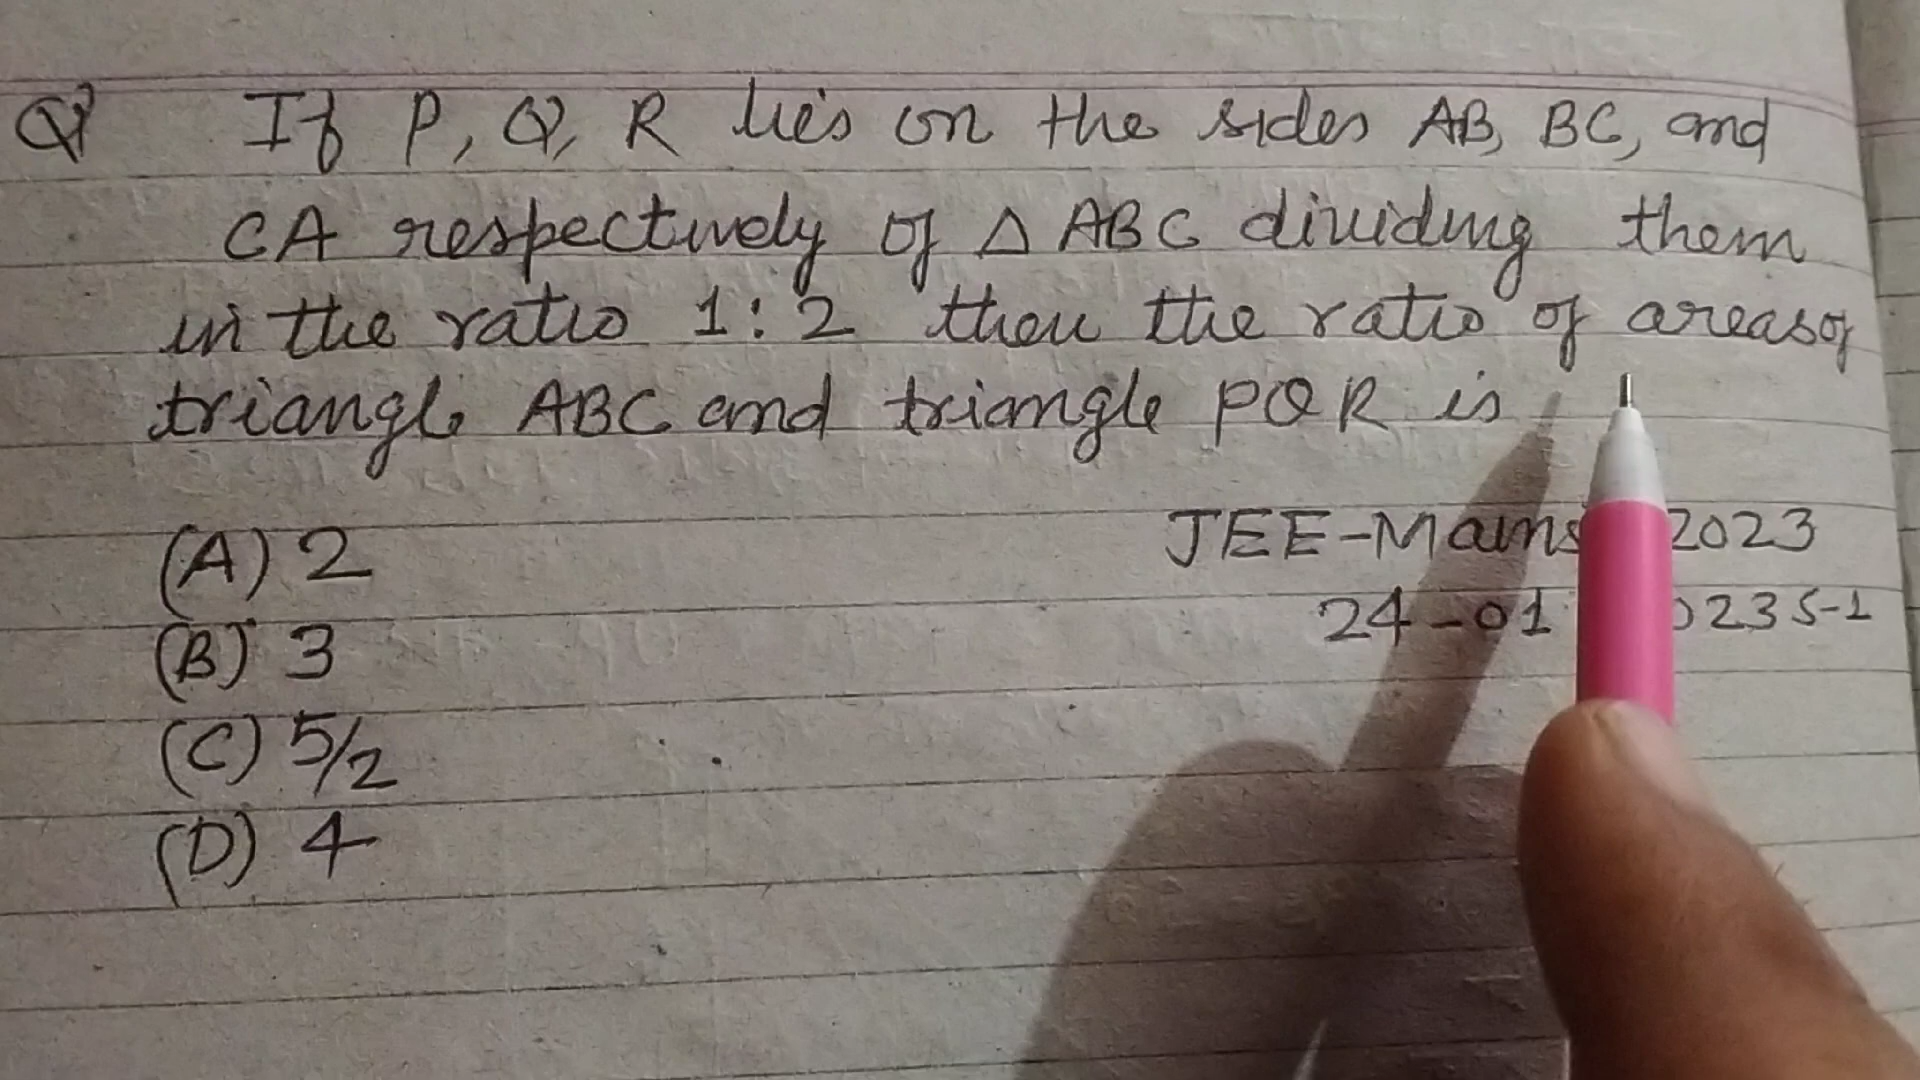 Q If P, Q, R lies on the sides AB, BC, and
CA respectively of △ ABC dividing them
in the ratio 1:2 then the ratio of areas of
triangle ABC and triangle PQR is
(A) 2
JEE-Mains 2023
24-01 023 S-1
(B) 3
(C) 5/2
(D) 4